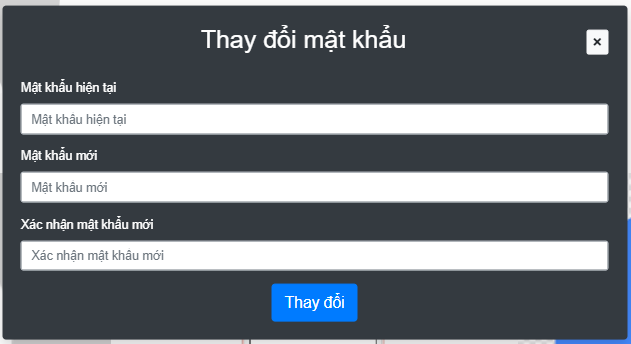 Thay đổi mật khẩu
×
Mật khẩu hiện tại
Mật khẩu hiện tại
Mật khẩu mới
Mật khẩu mới
Xác nhận mật khẩu mới
Xác nhận mật khẩu mới
Thay đổi